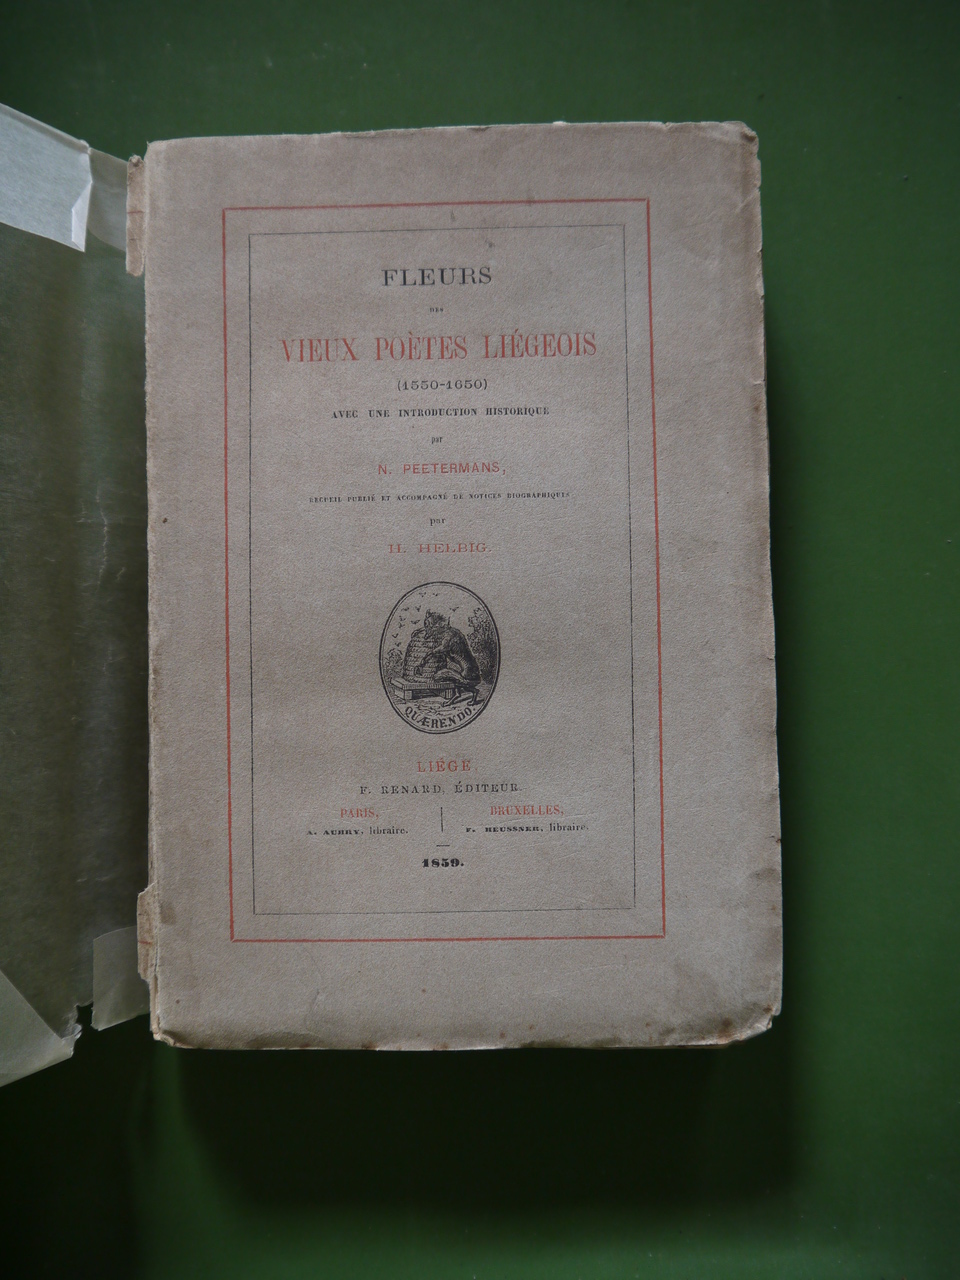 FLEURS
DES
VIEUX POÈTES LIÉGEOIS
(1550-1650)
AVEC UNE INTRODUCTION HISTORIQUE
par
N. PEETERMANS,
RECUEIL PUBLIÉ ET ACCOMPAGNÉ DE NOTICES BIOGRAPHIQUES
par
H. HELBIG.
QUÆRENDO.
LIÉGE
F. RENARD, ÉDITEUR.
PARIS,
A. AUBRY, libraire.
BRUXELLES,
F. HEUSSNER, libraire.
1859.